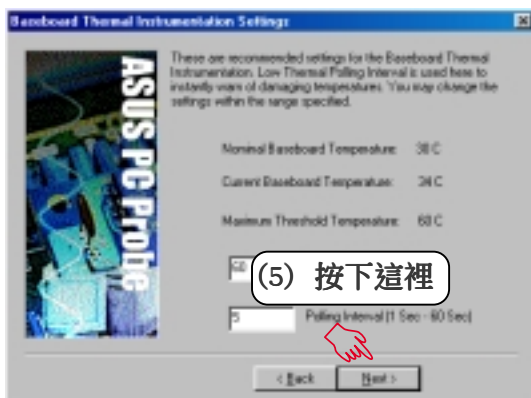 Baseboard Thermal Instrumentation Settings
ASUS PC Probe
These are recommended settings for the Baseboard Thermal
Instrumentation. Low Thermal Polling Interval is used here to
instantly warn of damaging temperatures. You may change the
settings within the range specified.
Nominal Baseboard Temperature: 30 C
Current Baseboard Temperature: 34 C
Maximum Threshold Temperature: 60 C
60
(5) 按下這裡
5 Polling Interval (1 Sec - 60 Sec)
< Back Next >